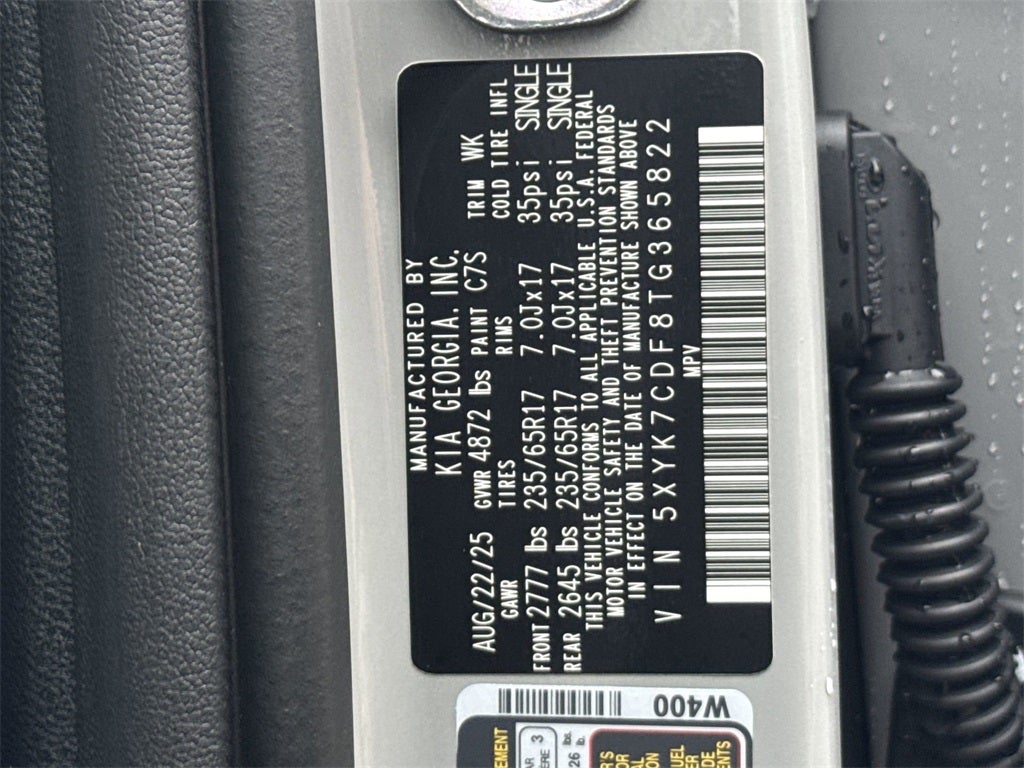 MANUFACTURED BY
KIA GEORGIA. INC.
AUG/22/25 GVWR 4872 lbs PAINT C7S TRIM WK
GAWR TIRES RIMS COLD TIRE INFL
FRONT 2777 lbs 235/65R17 7.0Jx17 35psi SINGLE
REAR 2645 lbs 235/65R17 7.0Jx17 35psi SINGLE
THIS VEHICLE CONFORMS TO ALL APPLICABLE U.S.A. FEDERAL
MOTOR VEHICLE SAFETY AND THEFT PREVENTION STANDARDS
IN EFFECT ON THE DATE OF MANUFACTURE SHOWN ABOVE
VIN 5XYK7CDF8TG365822
MPV
W400